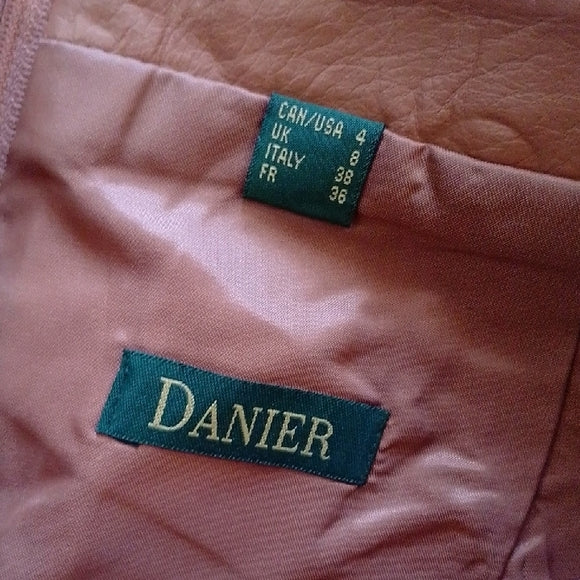 CAN/USA 4
UK 8
ITALY 38
FR 36
DANIER